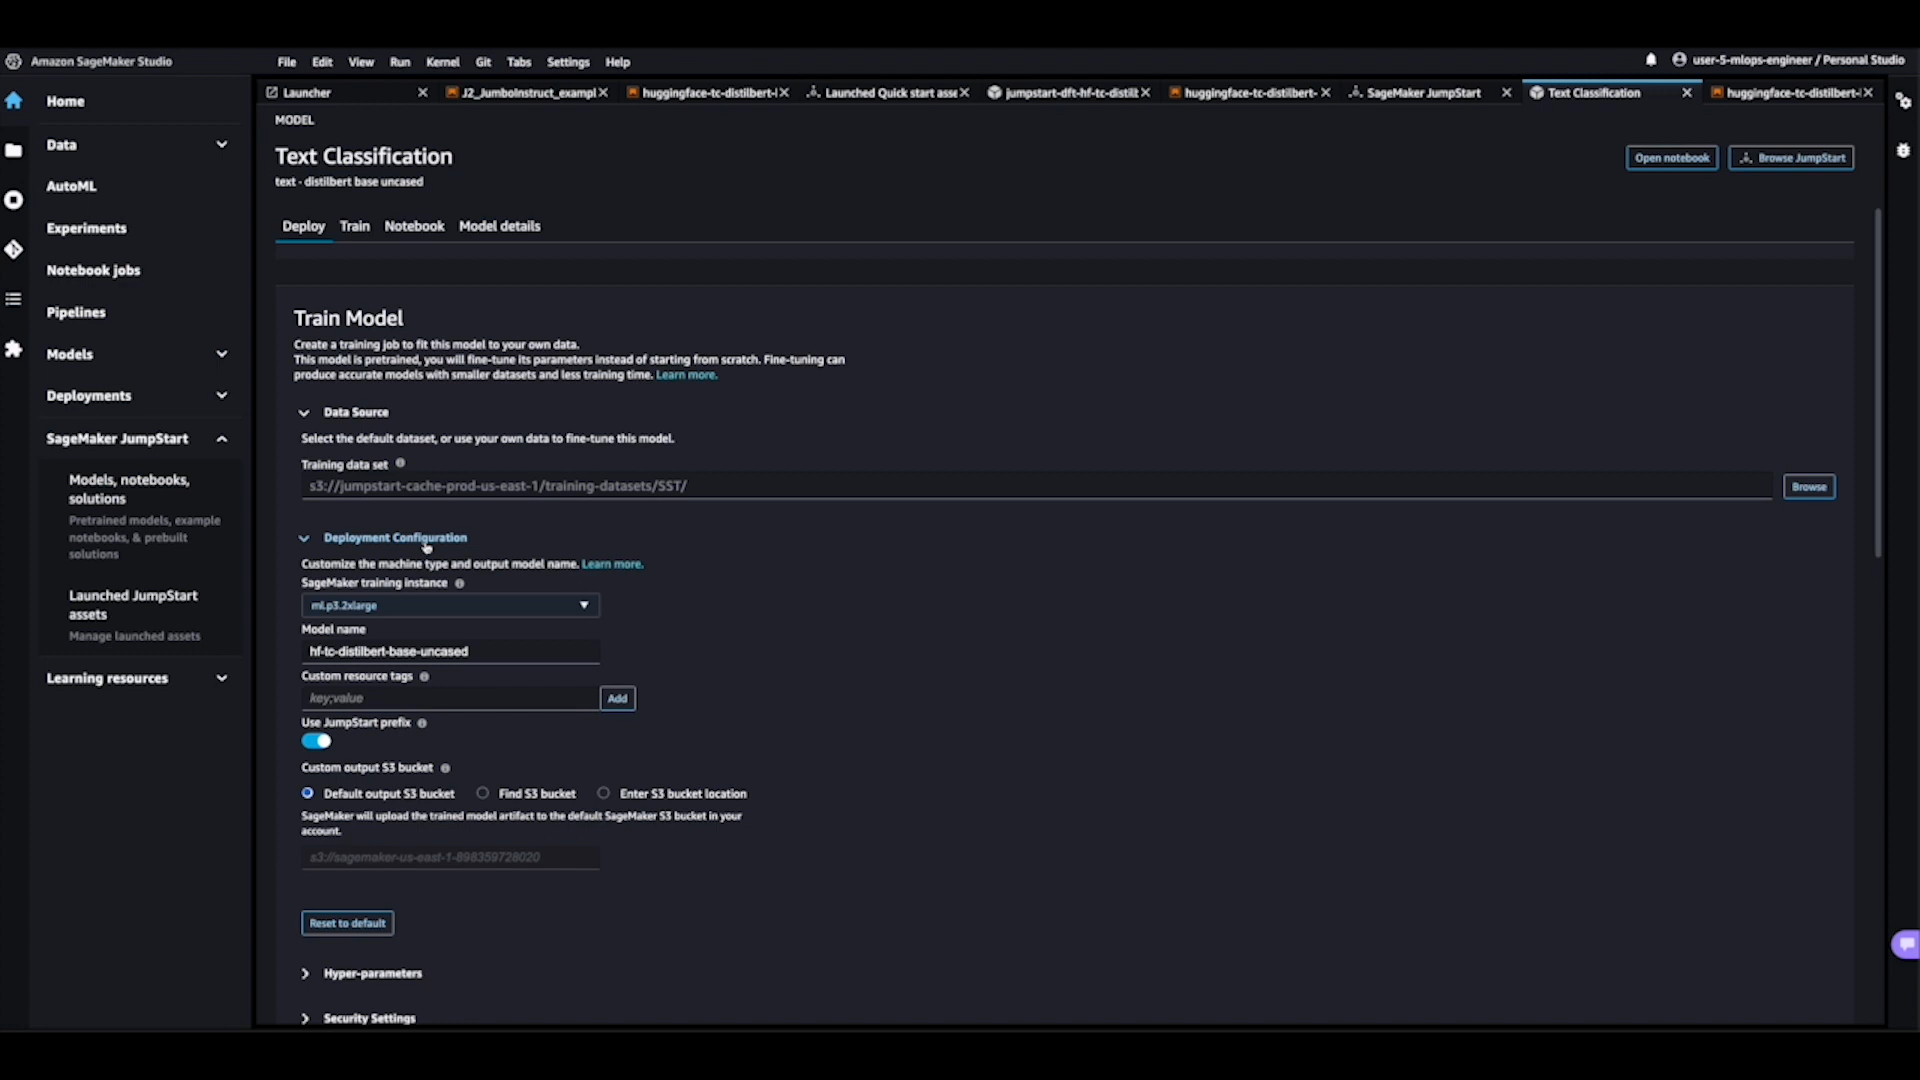 Amazon SageMaker Studio
File Edit View Run Kernel Git Tabs Settings Help
user-5-mlops-engineer / Personal Studio
Launcher
J2_JumboInstruct_exampl
huggingface-tc-distilbert-l
Launched Quick start asse
jumpstart-dft-hf-tc-distilt
huggingface-tc-distilbert-
SageMaker JumpStart
Text Classification
huggingface-tc-distilbert-l
Home
Data
AutoML
Experiments
Notebook jobs
Pipelines
Models
Deployments
SageMaker JumpStart
Models, notebooks,
solutions
Pretrained models, example
notebooks, & prebuilt
solutions
Launched JumpStart
assets
Manage launched assets
Learning resources
MODEL
Text Classification
text - distilbert base uncased
Open notebook
Browse JumpStart
Deploy Train Notebook Model details
Train Model
Create a training job to fit this model to your own data.
This model is pretrained, you will fine-tune its parameters instead of starting from scratch. Fine-tuning can
produce accurate models with smaller datasets and less training time. Learn more.
Data Source
Select the default dataset, or use your own data to fine-tune this model.
Training data set
s3://jumpstart-cache-prod-us-east-1/training-datasets/SST/
Browse
Deployment Configuration
Customize the machine type and output model name. Learn more.
SageMaker training instance
ml.p3.2xlarge
Model name
hf-tc-distilbert-base-uncased
Custom resource tags
key;value
Add
Use JumpStart prefix
Custom output S3 bucket
Default output S3 bucket Find S3 bucket Enter S3 bucket location
SageMaker will upload the trained model artifact to the default SageMaker S3 bucket in your
account.
s3://sagemaker-us-east-1-898359728020
Reset to default
Hyper-parameters
Security Settings